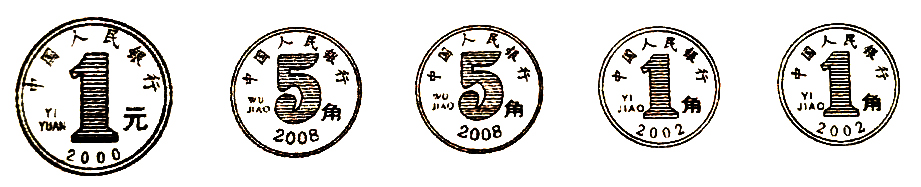 中国人民银行
1元
YI
YUAN
2000
中国人民银行
5角
WU
JIAO
2008
中国人民银行
5角
WU
JIAO
2008
中国人民银行
1角
YI
JIAO
2002
中国人民银行
1角
YI
JIAO
2002